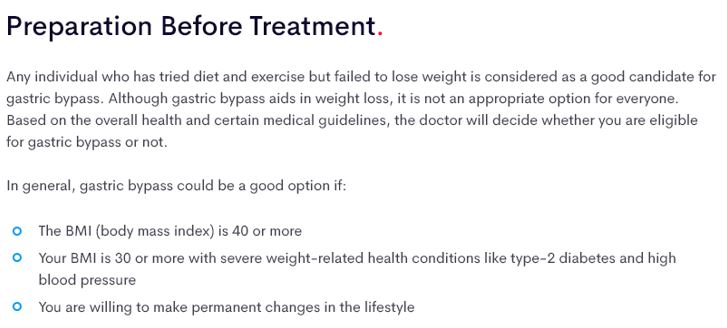 Preparation Before Treatment.
Any individual who has tried diet and exercise but failed to lose weight is considered as a good candidate for
gastric bypass. Although gastric bypass aids in weight loss, it is not an appropriate option for everyone.
Based on the overall health and certain medical guidelines, the doctor will decide whether you are eligible
for gastric bypass or not.
In general, gastric bypass could be a good option if:
The BMI (body mass index) is 40 or more
Your BMI is 30 or more with severe weight-related health conditions like type-2 diabetes and high
blood pressure
You are willing to make permanent changes in the lifestyle